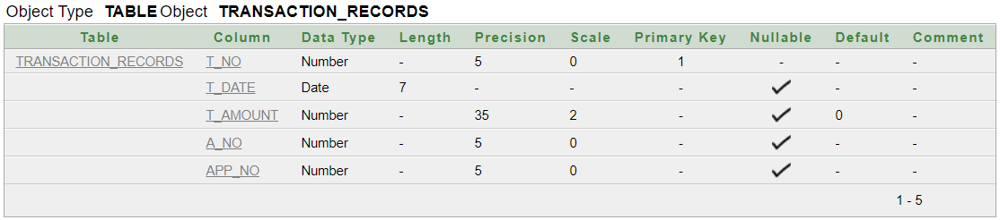 Object Type TABLE Object TRANSACTION_RECORDS
Table Column Data Type Length Precision Scale Primary Key Nullable Default Comment
TRANSACTION_RECORDS T_NO Number - 5 0 1 - - -
T_DATE Date 7 - - - ✓ - -
T_AMOUNT Number - 35 2 - ✓ 0 -
A_NO Number - 5 0 - ✓ - -
APP_NO Number - 5 0 - ✓ - -
1 - 5